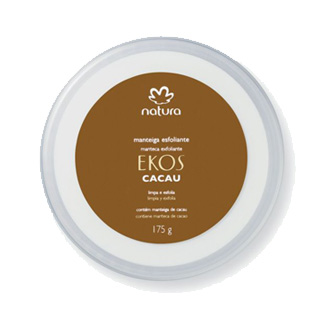 natura
manteiga esfoliante
manteca exfoliante
EKOS
CACAU
limpa e esfolia
limpia y exfolia
contém manteiga de cacau
contiene manteca de cacao
175 g